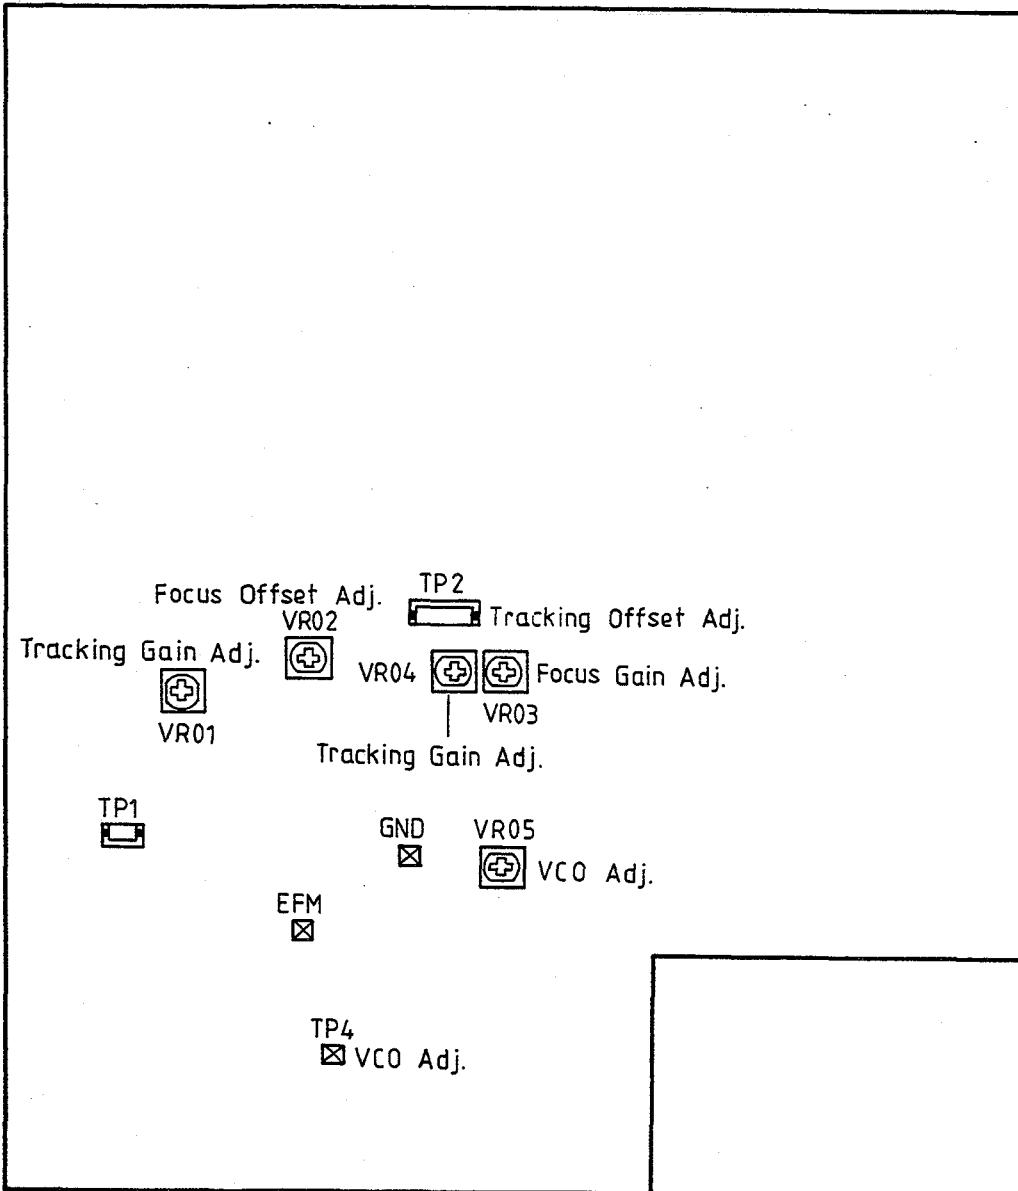 Focus Offset Adj.
TP2
VR02
Tracking Offset Adj.
Tracking Gain Adj.
VR04
Focus Gain Adj.
VR01
VR03
Tracking Gain Adj.
TP1
GND
VR05
VCO Adj.
EFM
TP4
VCO Adj.